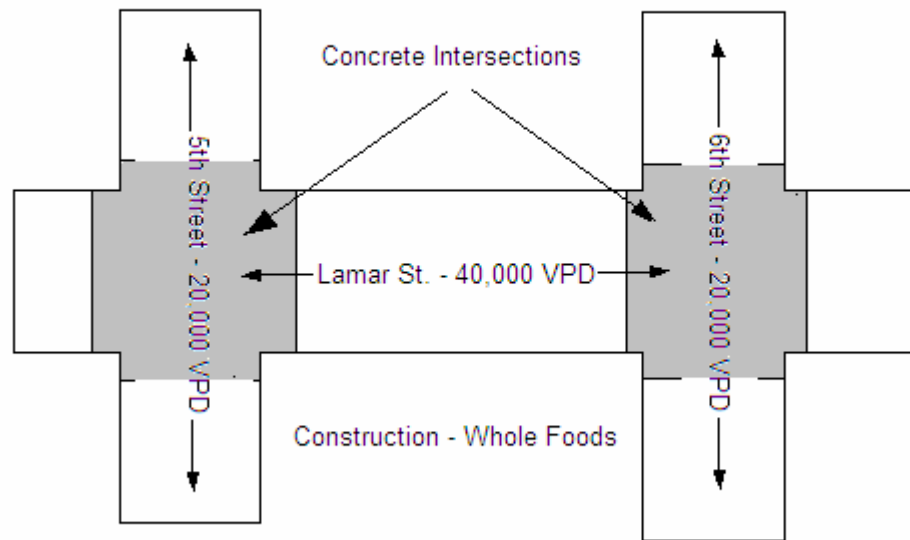 Concrete Intersections
5th Street - 20,000 VPD
6th Street - 20,000 VPD
Lamar St. - 40,000 VPD
Construction - Whole Foods